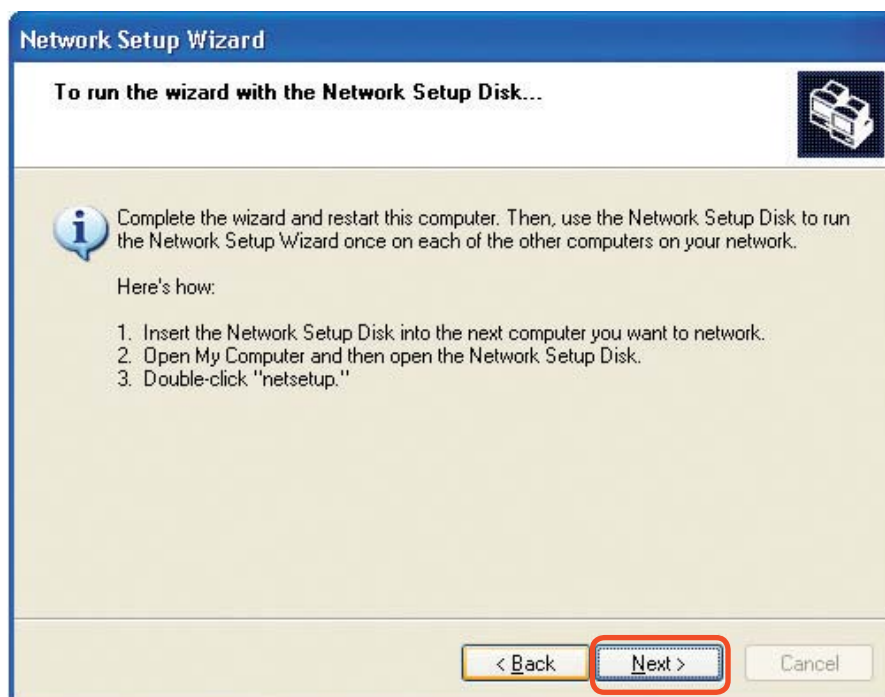 Network Setup Wizard
To run the wizard with the Network Setup Disk...
Complete the wizard and restart this computer. Then, use the Network Setup Disk to run
the Network Setup Wizard once on each of the other computers on your network.
Here's how:
1. Insert the Network Setup Disk into the next computer you want to network.
2. Open My Computer and then open the Network Setup Disk.
3. Double-click "netsetup."
< Back
Next >
Cancel